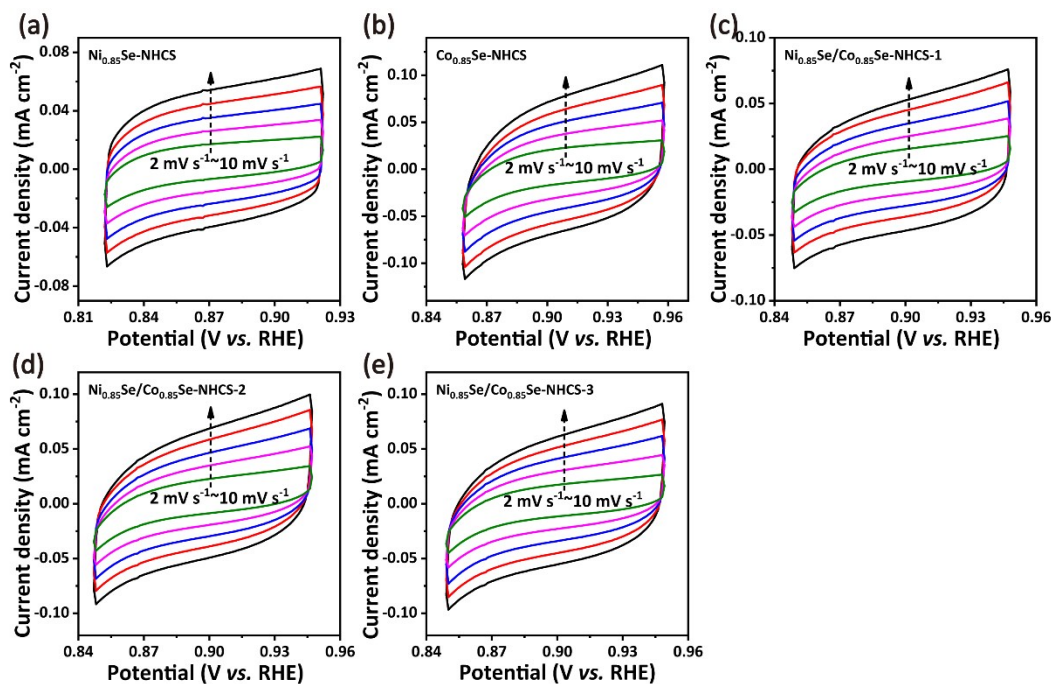 (a)
Ni0.85Se-NHCS
Current density (mA cm-2)
0.08
0.04
0.00
-0.04
-0.08
2 mV s-1~10 mV s-1
0.81
0.84
0.87
0.90
0.93
Potential (V vs. RHE)
(b)
Co0.85Se-NHCS
Current density (mA cm-2)
0.10
0.05
0.00
-0.05
-0.10
2 mV s-1~10 mV s-1
0.84
0.87
0.90
0.93
0.96
Potential (V vs. RHE)
(c)
Ni0.85Se/Co0.85Se-NHCS-1
Current density (mA cm-2)
0.10
0.05
0.00
-0.05
-0.10
2 mV s-1~10 mV s-1
0.84
0.87
0.90
0.93
0.96
Potential (V vs. RHE)
(d)
Ni0.85Se/Co0.85Se-NHCS-2
Current density (mA cm-2)
0.10
0.05
0.00
-0.05
-0.10
2 mV s-1~10 mV s-1
0.84
0.87
0.90
0.93
0.96
Potential (V vs. RHE)
(e)
Ni0.85Se/Co0.85Se-NHCS-3
Current density (mA cm-2)
0.10
0.05
0.00
-0.05
-0.10
2 mV s-1~10 mV s-1
0.84
0.87
0.90
0.93
0.96
Potential (V vs. RHE)